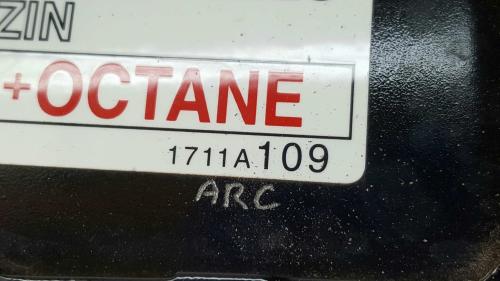 ZIN
+OCTANE
1711A109
ARC